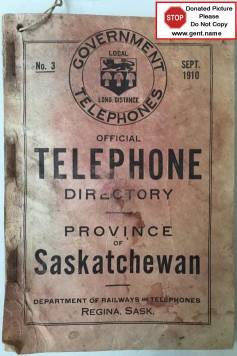 STOP
Donated Picture
Please
Do Not Copy
www.gent.name
GOVERNMENT
LOCAL
No. 3
SEPT.
1910
LONG DISTANCE
TELEPHONES
OFFICIAL
TELEPHONE
DIRECTORY
PROVINCE
OF
Saskatchewan
DEPARTMENT OF RAILWAYS AND TELEPHONES
REGINA, SASK.